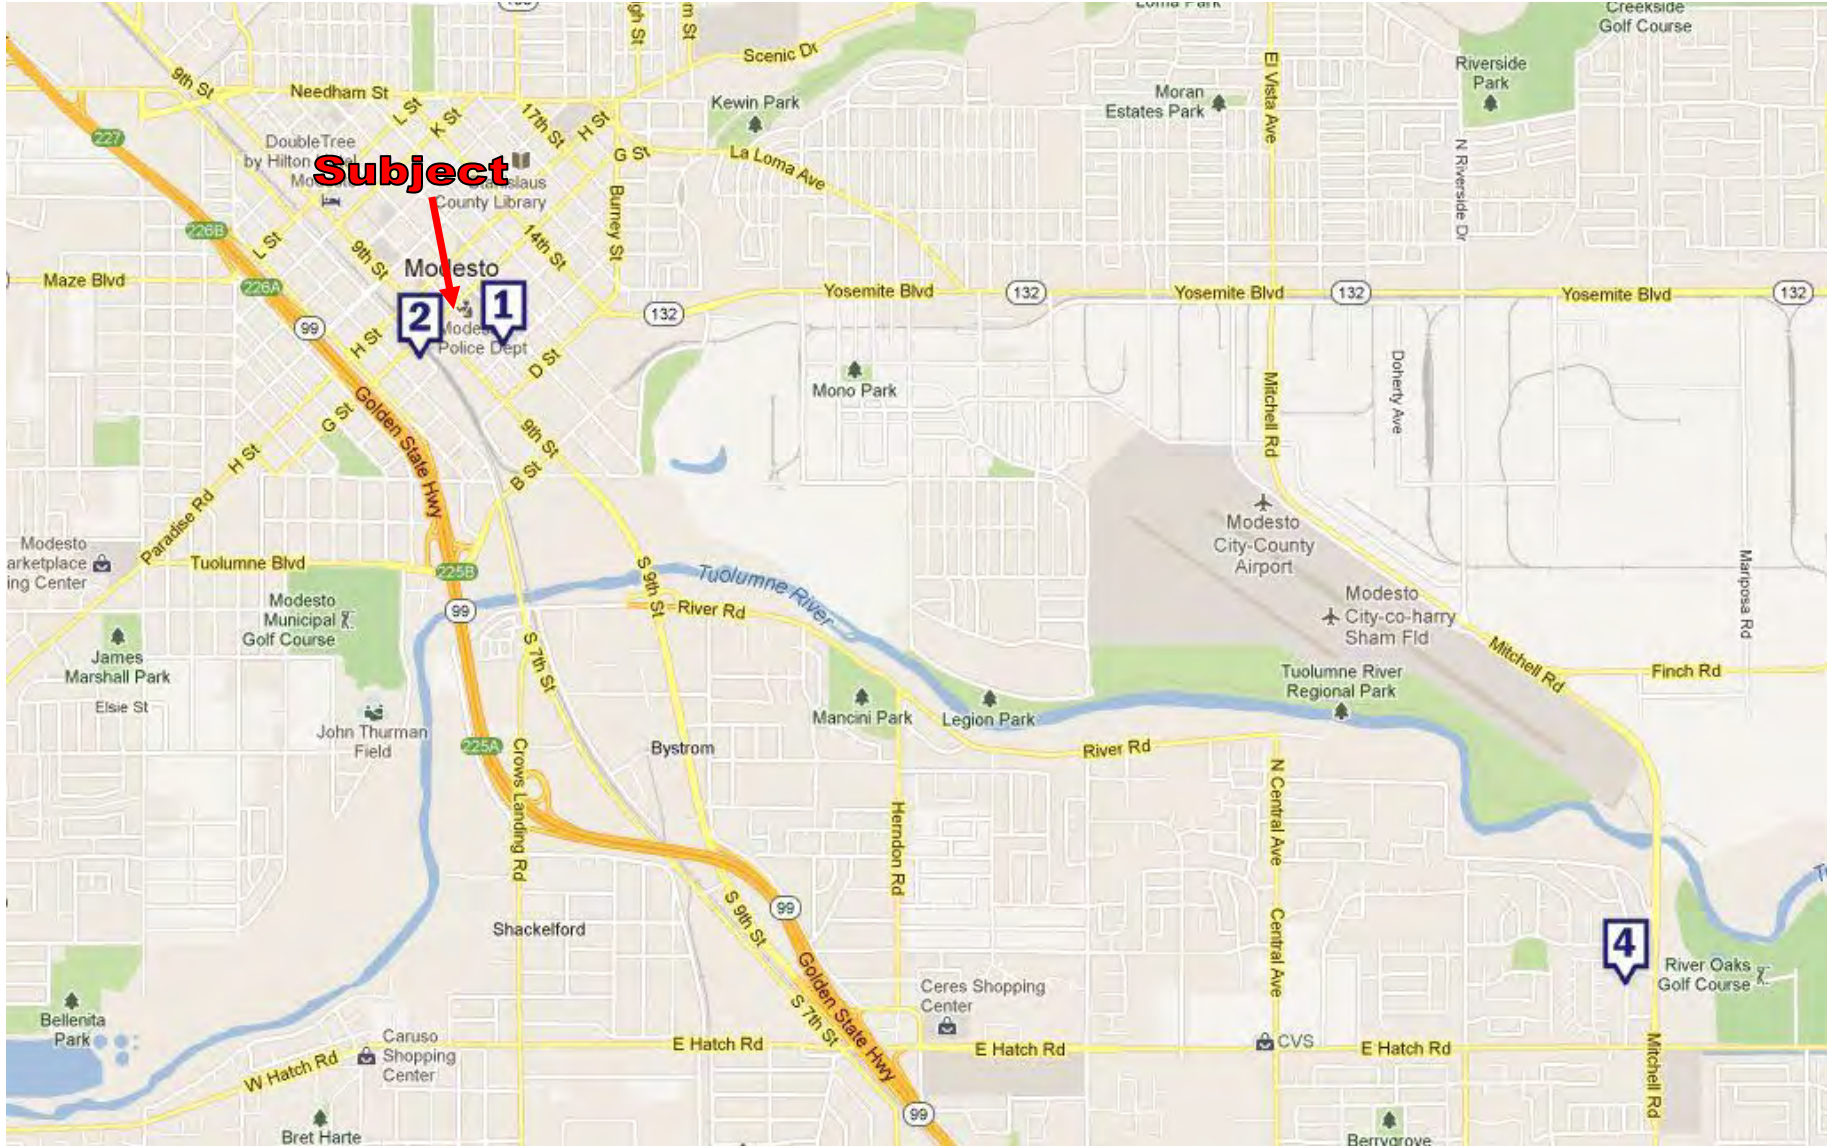 Loma Park
Creekside
Golf Course
gh St
m St
Scenic Dr
El Vista Ave
Riverside
Park
9th St
Needham St
L St
K St
17th St
H St
Kewin Park
Moran
Estates Park
227
DoubleTree
by Hilton
Subject
Stanislaus
County Library
G St
La Loma Ave
N Riverside Dr
Burney St
226B
L St
9th St
14th St
Modesto
Maze Blvd
226A
99
2
1
132
Yosemite Blvd
132
Yosemite Blvd
132
Yosemite Blvd
132
H St
Police Dept
D St
Mono Park
Doherty Ave
Mitchell Rd
Golden State Hwy
G St
9th St
H St
B St
Paradise Rd
Modesto
arketplace
ing Center
Tuolumne Blvd
225B
Modesto
City-County
Airport
S 9th St
Tuolumne River
River Rd
99
Modesto
Municipal
Golf Course
Modesto
City-co-harry
Sham Fld
Mariposa Rd
James
Marshall Park
Elsie St
S 7th St
Mitchell Rd
Finch Rd
Tuolumne River
Regional Park
John Thurman
Field
Mancini Park
Legion Park
225A
Bystrom
River Rd
Crows Landing Rd
Herndon Rd
N Central Ave
S 9th St
99
Shackelford
Central Ave
4
River Oaks
Golf Course
Golden State Hwy
Ceres Shopping
Center
S 7th St
Bellenita
Park
Caruso
Shopping
Center
W Hatch Rd
E Hatch Rd
E Hatch Rd
CVS
E Hatch Rd
Mitchell Rd
99
Bret Harte
Berrygrove